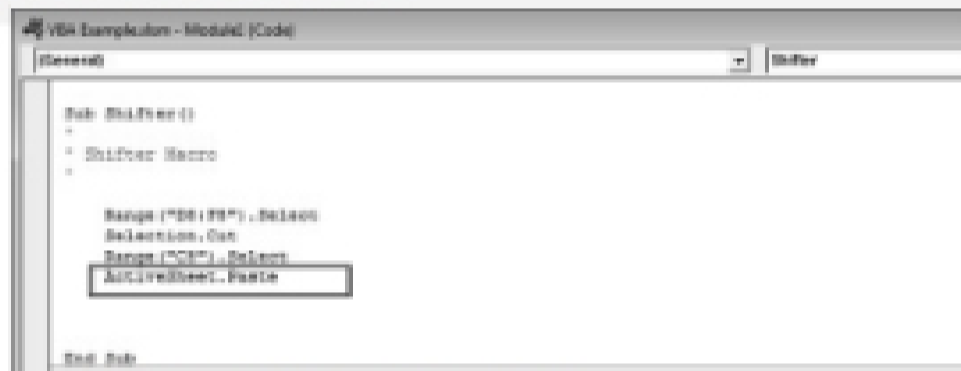 VBA Example.xlsm - Module2 (Code)
(General)
Shifter
Sub Shifter()
'
' Shifter Macro
'
Range("D8:F8").Select
Selection.Cut
Range("C8").Select
ActiveSheet.Paste
End Sub